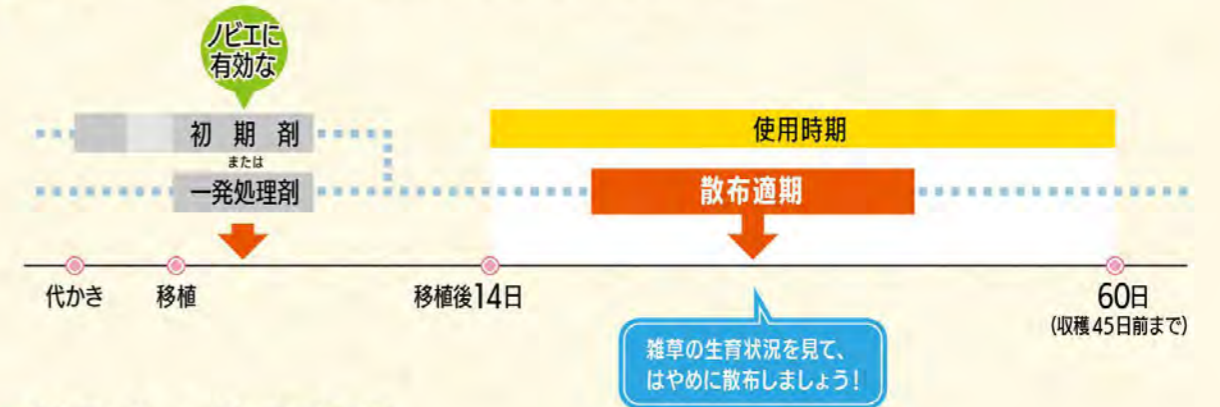 ノビエに
有効な
初期剤
または
一発処理剤
使用時期
散布適期
代かき
移植
移植後14日
60日
(収穫45日前まで)
雑草の生育状況を見て、
はやめに散布しましょう!